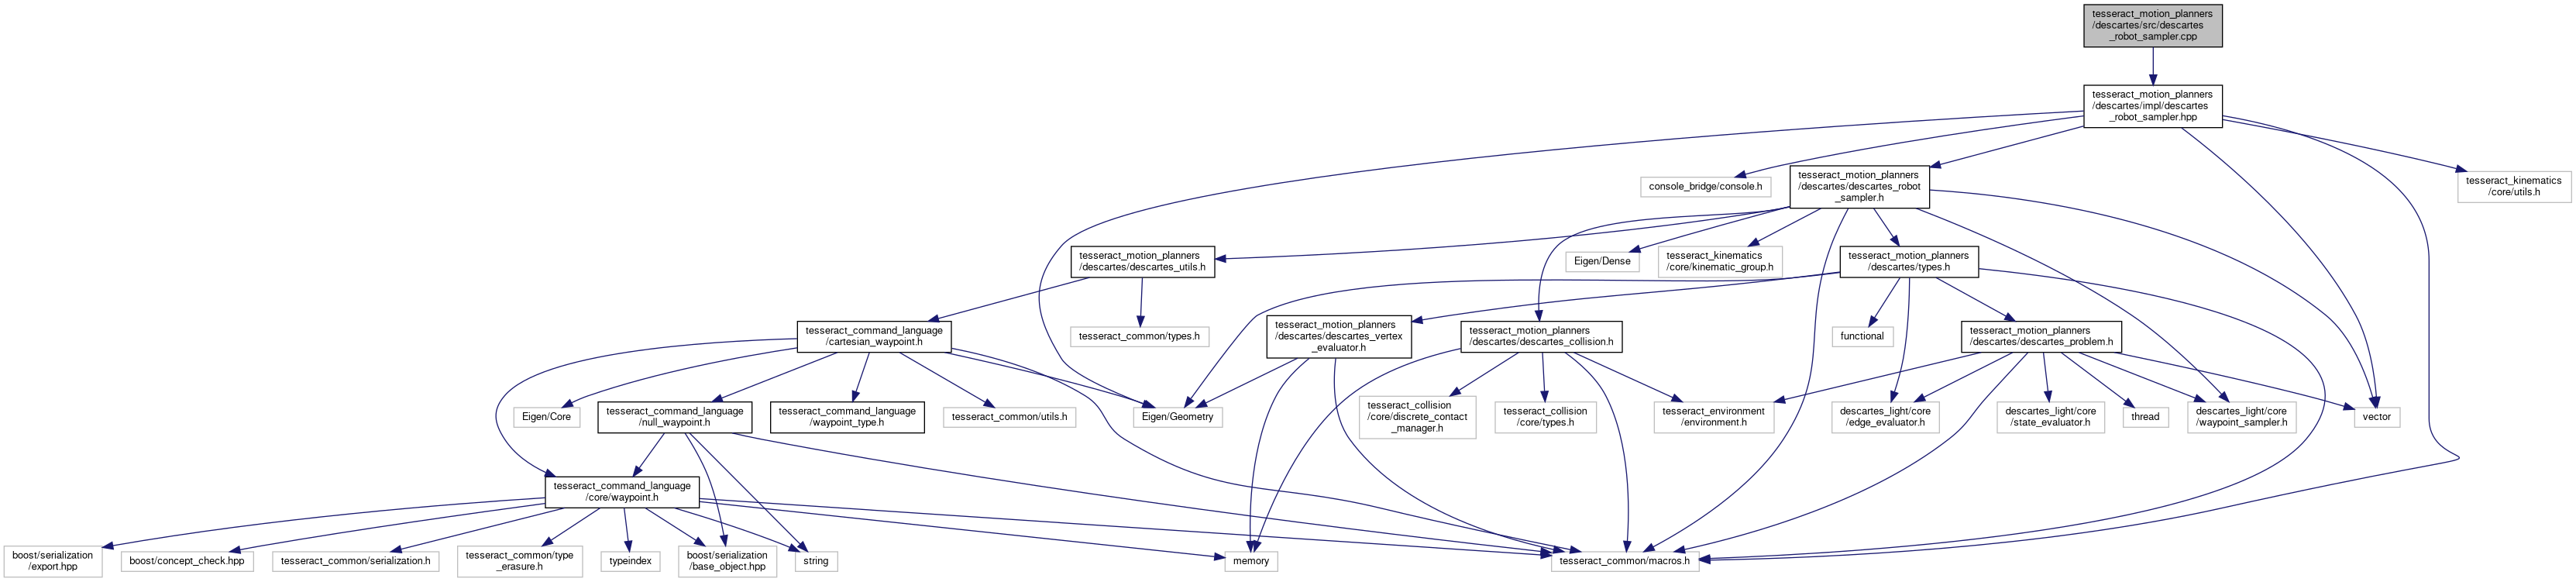 tesseract_motion_planners
/descartes/src/descartes
_robot_sampler.cpp
tesseract_motion_planners
/descartes/impl/descartes
_robot_sampler.hpp
console_bridge/console.h
tesseract_motion_planners
/descartes/descartes_robot
_sampler.h
tesseract_kinematics
/core/utils.h
tesseract_motion_planners
/descartes/descartes_utils.h
Eigen/Dense
tesseract_kinematics
/core/kinematic_group.h
tesseract_motion_planners
/descartes/types.h
tesseract_command_language
/cartesian_waypoint.h
tesseract_common/types.h
tesseract_motion_planners
/descartes/descartes_vertex
_evaluator.h
tesseract_motion_planners
/descartes/descartes_collision.h
functional
tesseract_motion_planners
/descartes/descartes_problem.h
Eigen/Core
tesseract_command_language
/null_waypoint.h
tesseract_command_language
/waypoint_type.h
tesseract_common/utils.h
Eigen/Geometry
tesseract_collision
/core/discrete_contact
_manager.h
tesseract_collision
/core/types.h
tesseract_environment
/environment.h
descartes_light/core
/edge_evaluator.h
descartes_light/core
/state_evaluator.h
thread
descartes_light/core
/waypoint_sampler.h
vector
tesseract_command_language
/core/waypoint.h
boost/serialization
/export.hpp
boost/concept_check.hpp
tesseract_common/serialization.h
tesseract_common/type
_erasure.h
typeindex
boost/serialization
/base_object.hpp
string
memory
tesseract_common/macros.h